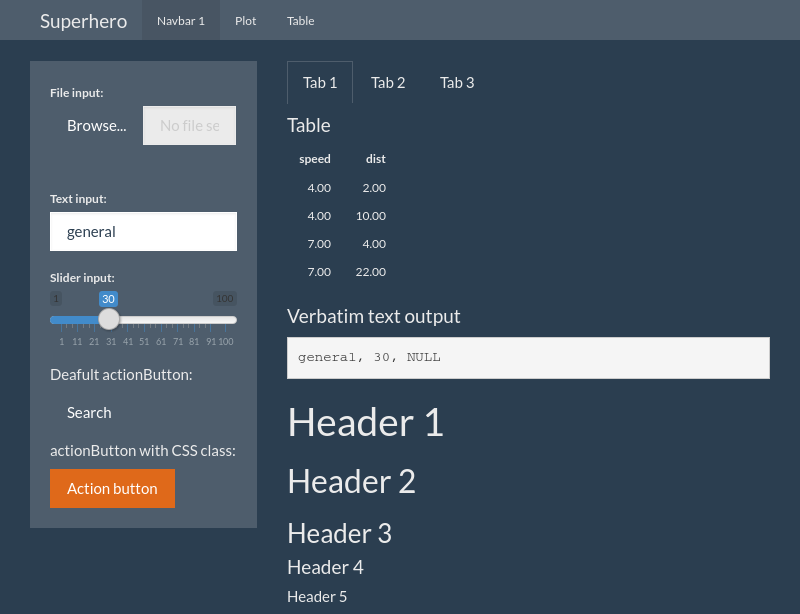 Superhero Navbar 1 Plot Table
File input:
Browse... No file se
Text input:
general
Slider input:
1 30 100
1 11 21 31 41 51 61 71 81 91 100
Deafult actionButton:
Search
actionButton with CSS class:
Action button
Tab 1 Tab 2 Tab 3
Table
speed dist
4.00 2.00
4.00 10.00
7.00 4.00
7.00 22.00
Verbatim text output
general, 30, NULL
Header 1
Header 2
Header 3
Header 4
Header 5